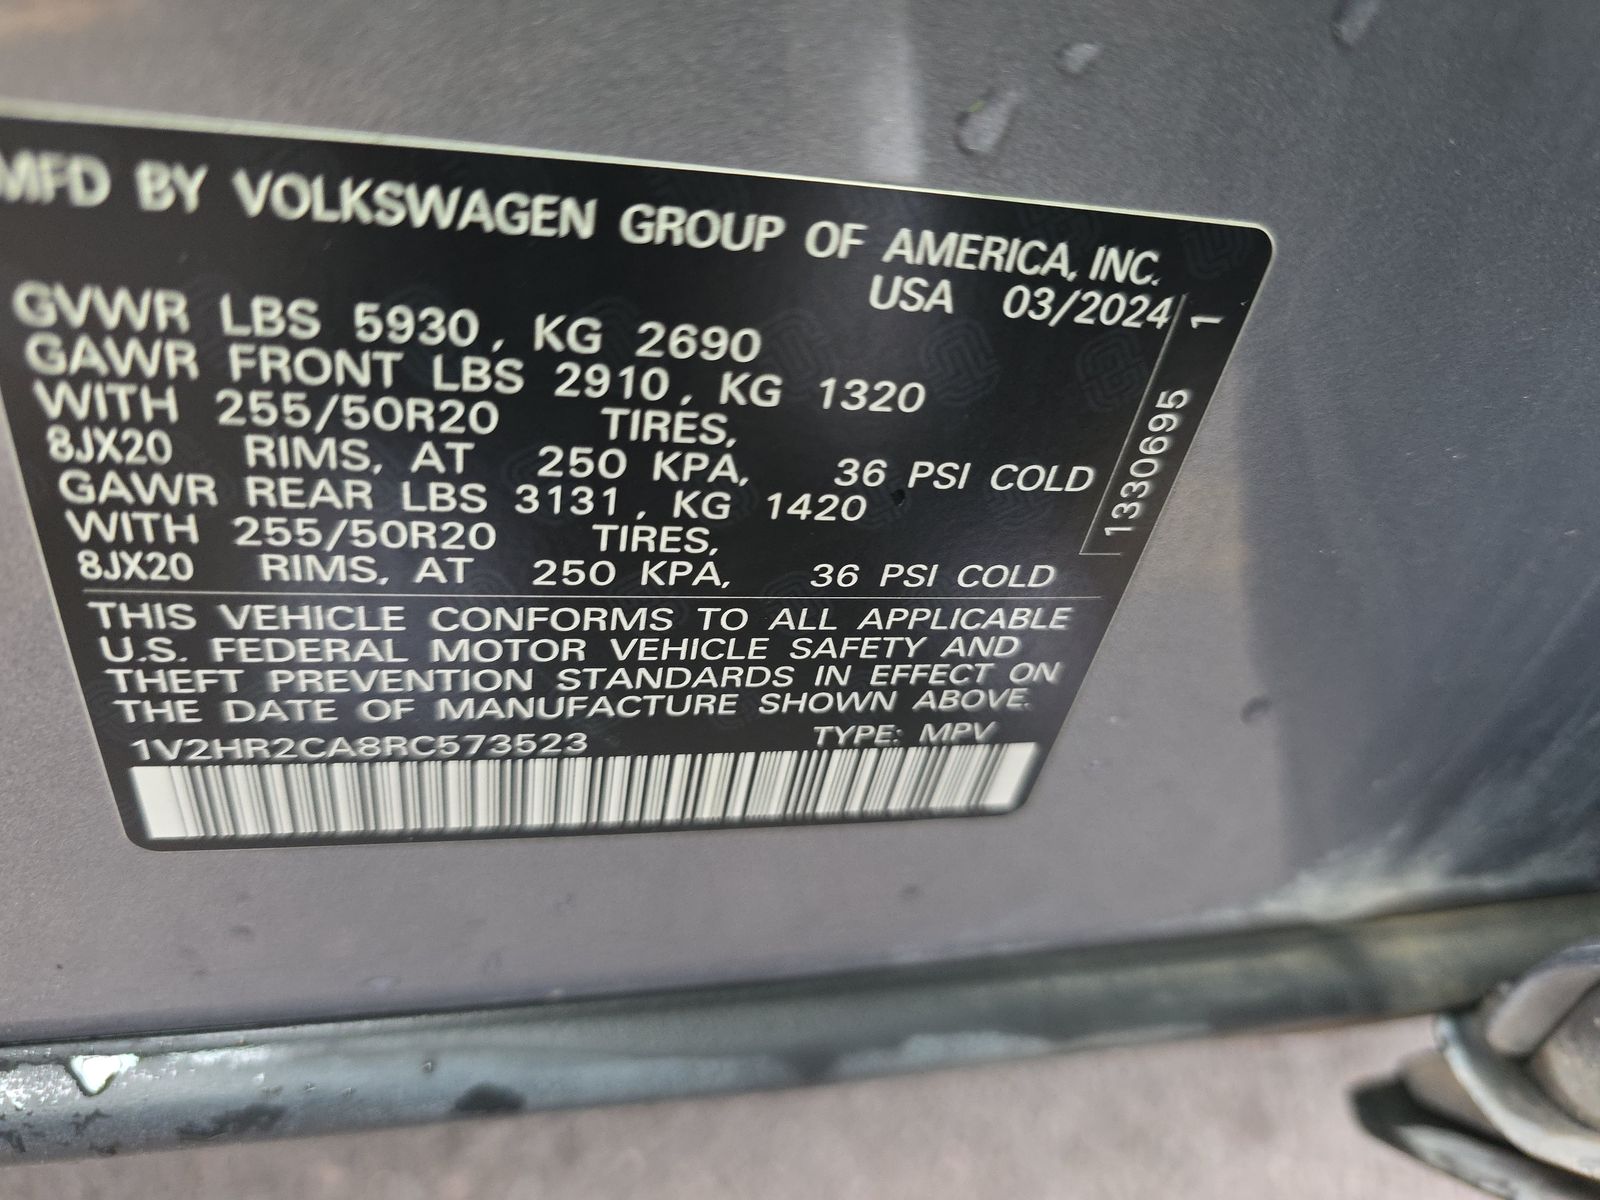 MFD BY VOLKSWAGEN GROUP OF AMERICA, INC.
USA 03/2024
GVWR LBS 5930, KG 2690
GAWR FRONT LBS 2910, KG 1320
WITH 255/50R20 TIRES,
8JX20 RIMS, AT 250 KPA, 36 PSI COLD
GAWR REAR LBS 3131, KG 1420
WITH 255/50R20 TIRES,
8JX20 RIMS, AT 250 KPA, 36 PSI COLD
1330695 1
THIS VEHICLE CONFORMS TO ALL APPLICABLE
U.S. FEDERAL MOTOR VEHICLE SAFETY AND
THEFT PREVENTION STANDARDS IN EFFECT ON
THE DATE OF MANUFACTURE SHOWN ABOVE.
1V2HR2CA8RC573523 TYPE: MPV